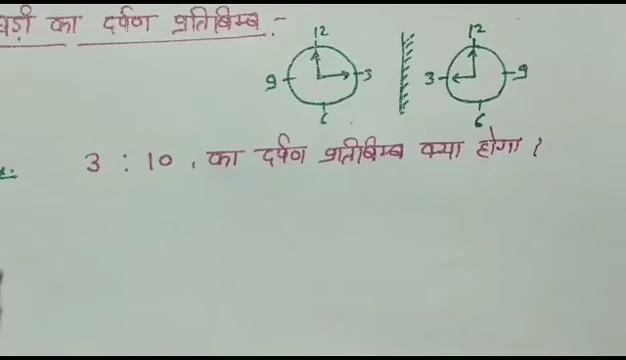 घड़ी का दर्पण प्रतिबिम्ब :-
12 12
9 3 3 9
6 6
3 : 10 , का दर्पण प्रतिबिम्ब क्या होगा ?